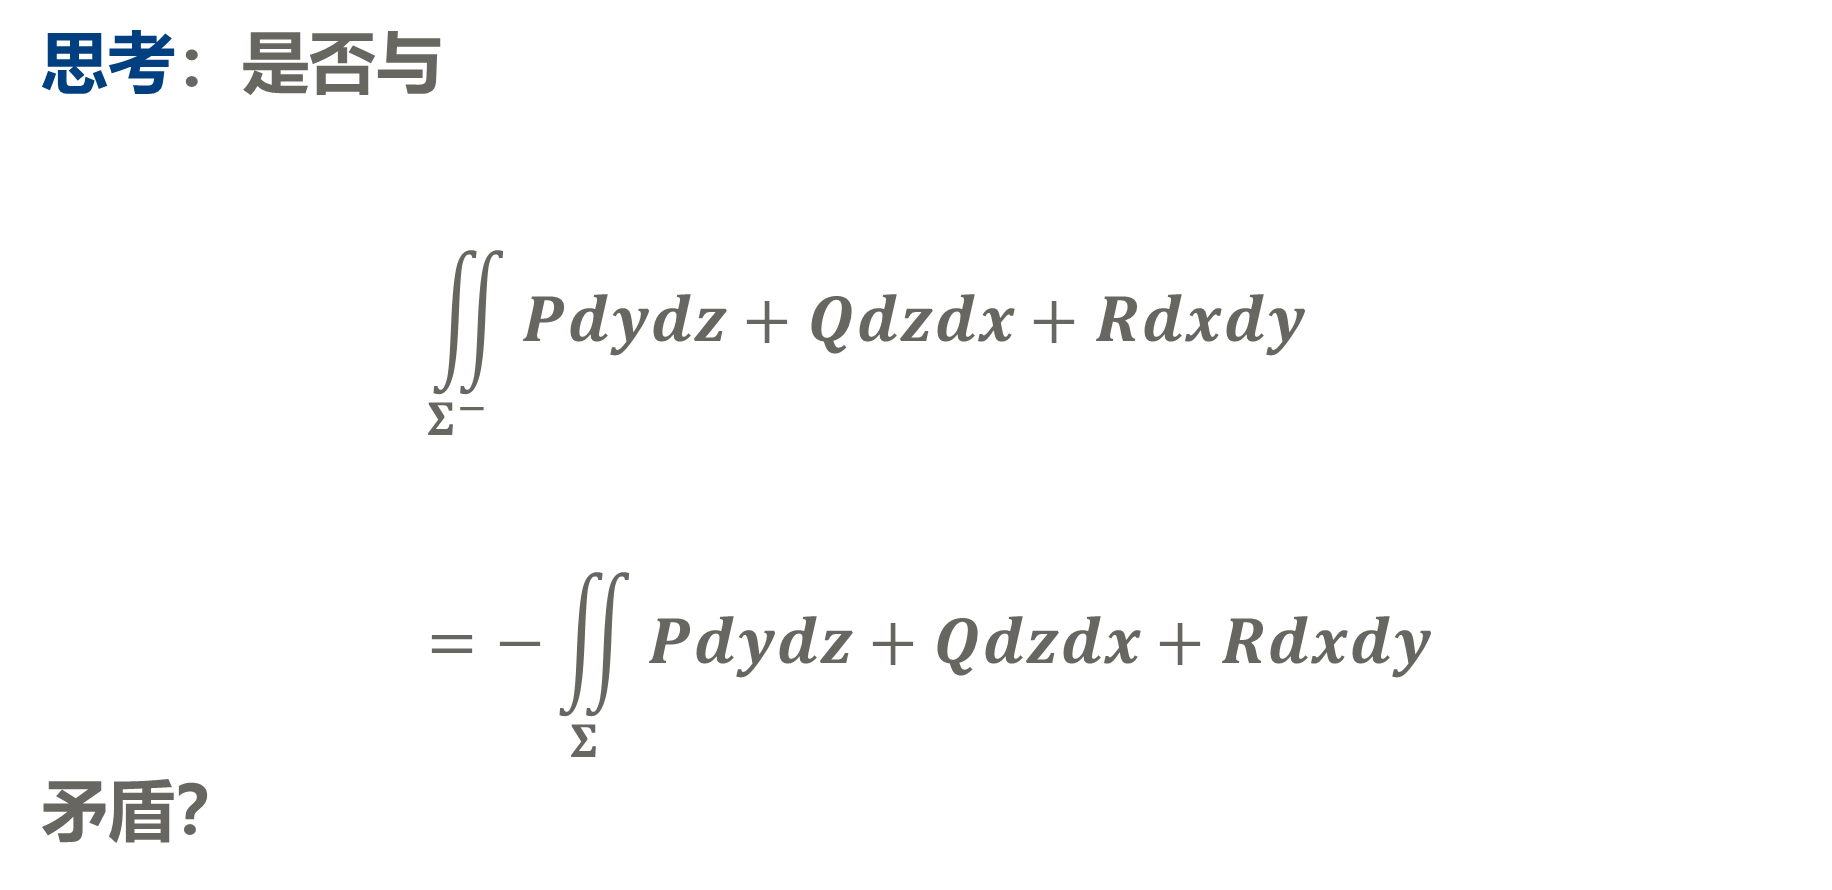 思考：是否与
∬_{Σ⁻} Pdydz + Qdzdx + Rdxdy
= −∬_{Σ} Pdydz + Qdzdx + Rdxdy
矛盾?